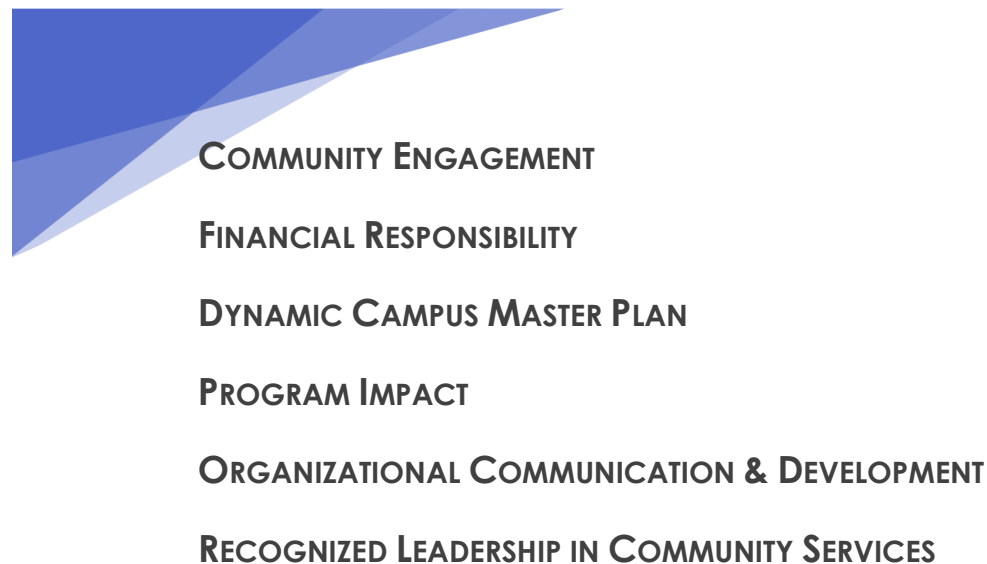 Community Engagement
Financial Responsibility
Dynamic Campus Master Plan
Program Impact
Organizational Communication & Development
Recognized Leadership in Community Services